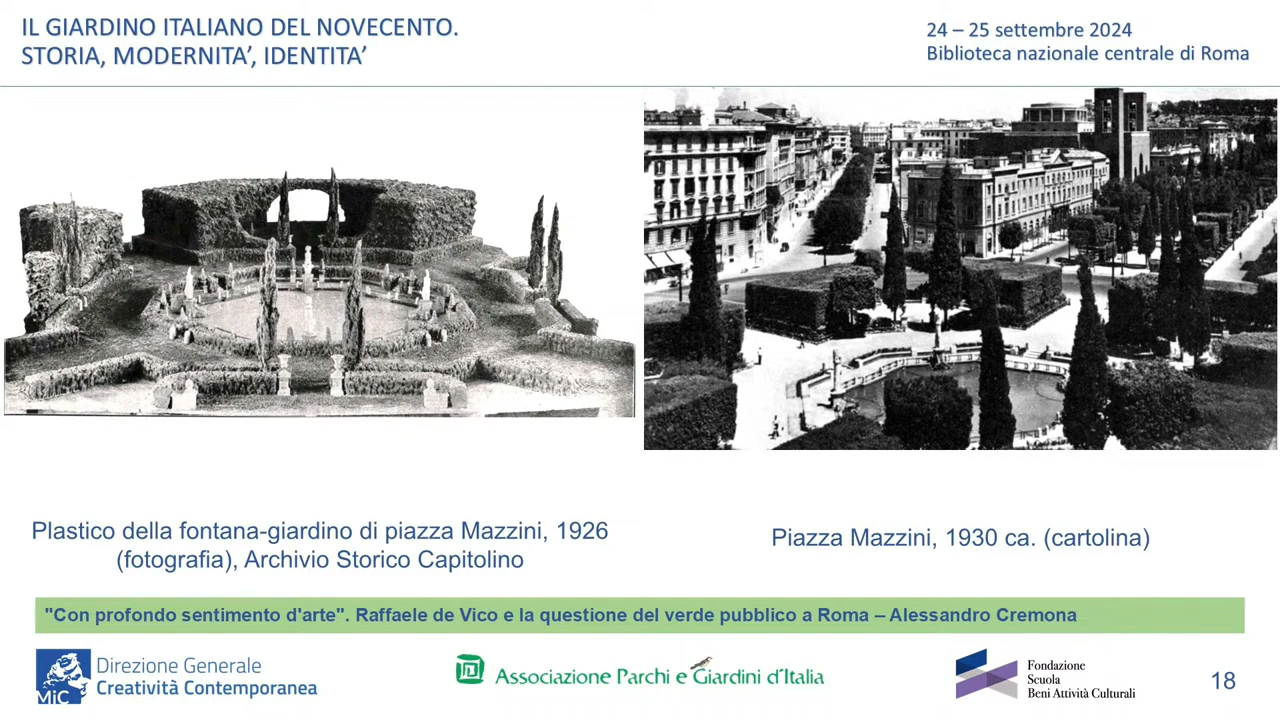 IL GIARDINO ITALIANO DEL NOVECENTO.
STORIA, MODERNITA’, IDENTITA’
24 – 25 settembre 2024
Biblioteca nazionale centrale di Roma
Plastico della fontana-giardino di piazza Mazzini, 1926
(fotografia), Archivio Storico Capitolino
Piazza Mazzini, 1930 ca. (cartolina)
"Con profondo sentimento d'arte". Raffaele de Vico e la questione del verde pubblico a Roma – Alessandro Cremona
MiC
Direzione Generale
Creatività Contemporanea
Associazione Parchi e Giardini d'Italia
Fondazione
Scuola
Beni Attività Culturali
18